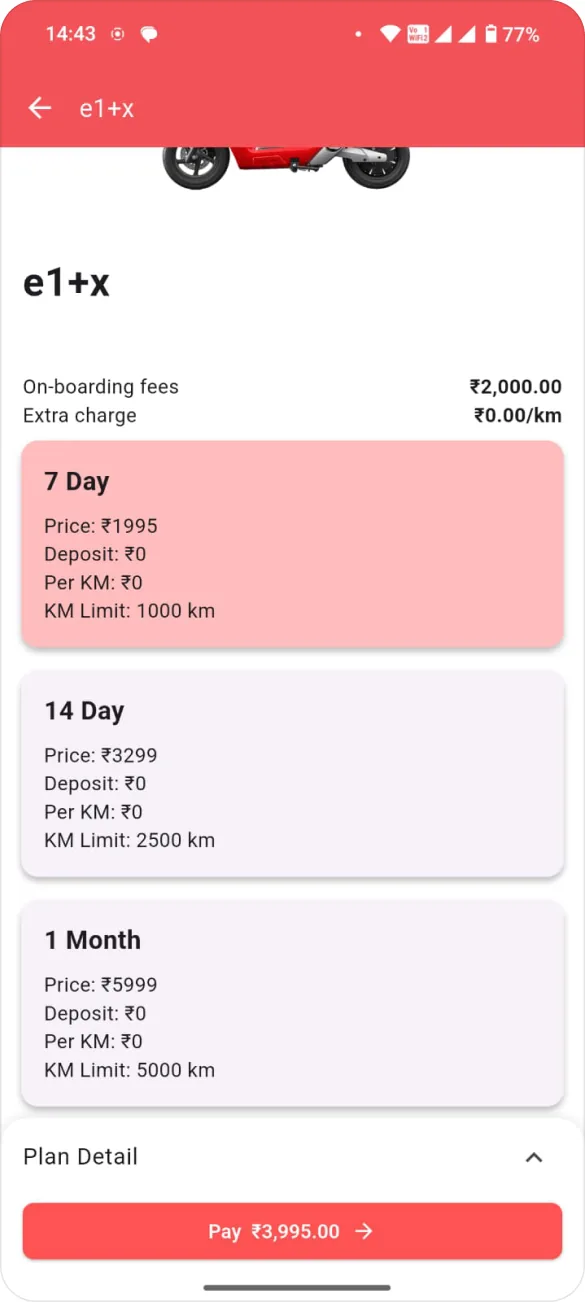 14:43
Vo 1
WiFi2
77%
e1+x
e1+x
On-boarding fees ₹2,000.00
Extra charge ₹0.00/km
7 Day
Price: ₹1995
Deposit: ₹0
Per KM: ₹0
KM Limit: 1000 km
14 Day
Price: ₹3299
Deposit: ₹0
Per KM: ₹0
KM Limit: 2500 km
1 Month
Price: ₹5999
Deposit: ₹0
Per KM: ₹0
KM Limit: 5000 km
Plan Detail
Pay ₹3,995.00